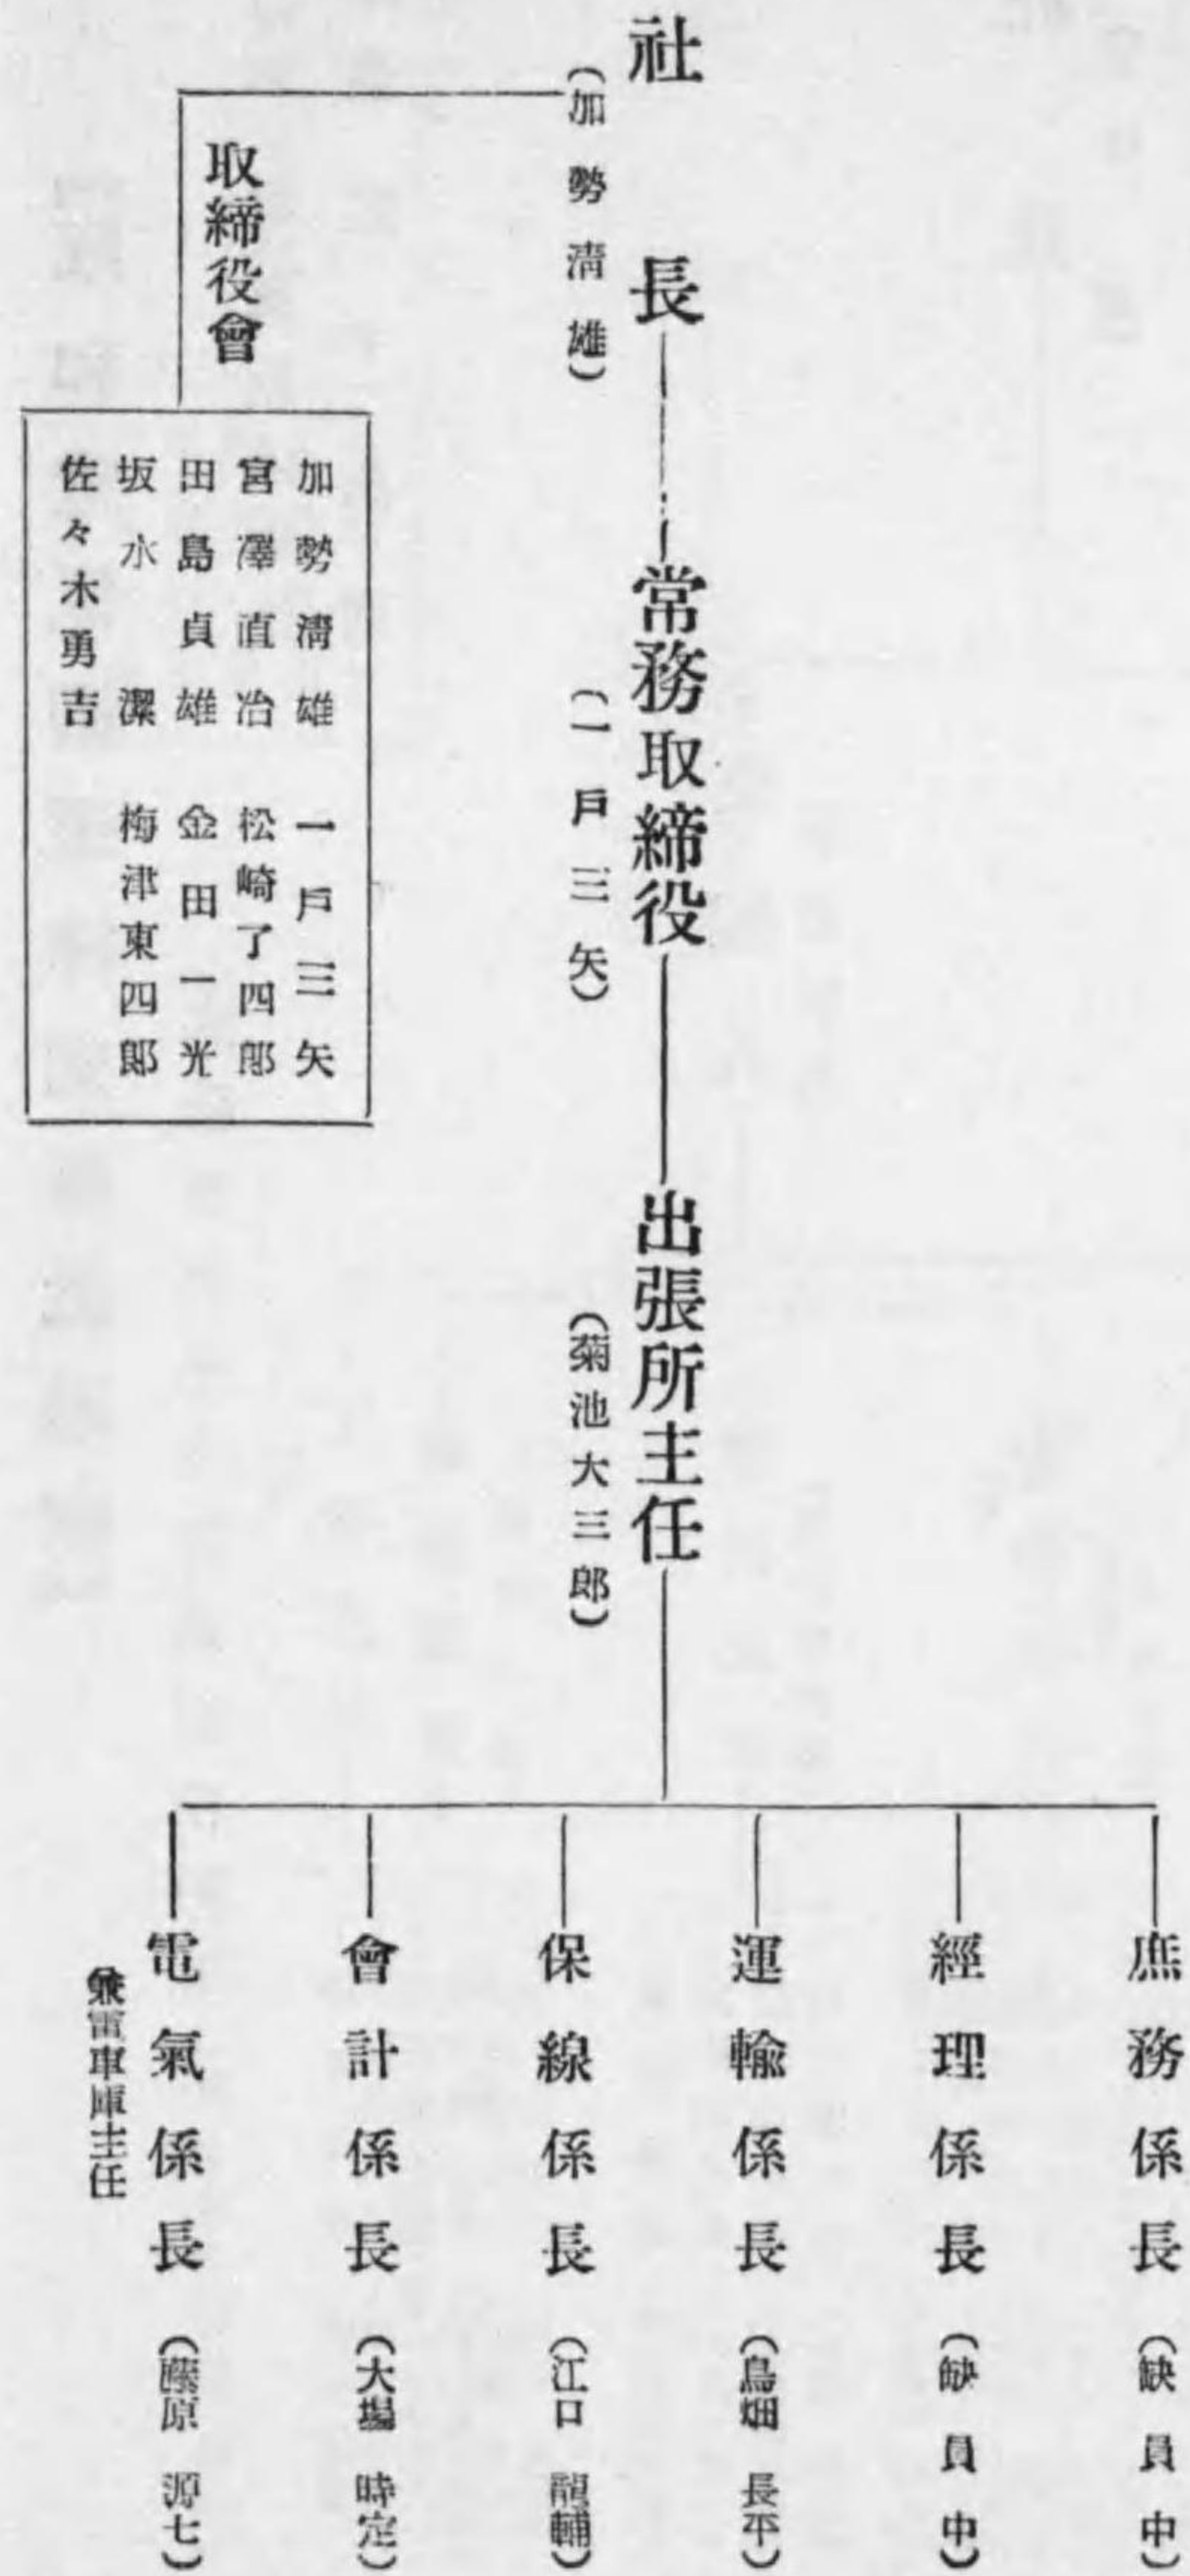 社長
(加勢淸雄)
取締役會
加勢淸雄 一戶三矢
宮澤直治 松崎了四郎
田島貞雄 金田一光
坂水潔 梅津東四郎
佐々木勇吉
常務取締役
(一戶三矢)
出張所主任
(菊池大三郎)
庶務係長(缺員中)
經理係長(缺員中)
運輸係長(鳥畑 長平)
保線係長(江口 龍輔)
會計係長(大場 時定)
電氣係長(藤原 源七)
兼電車庫主任